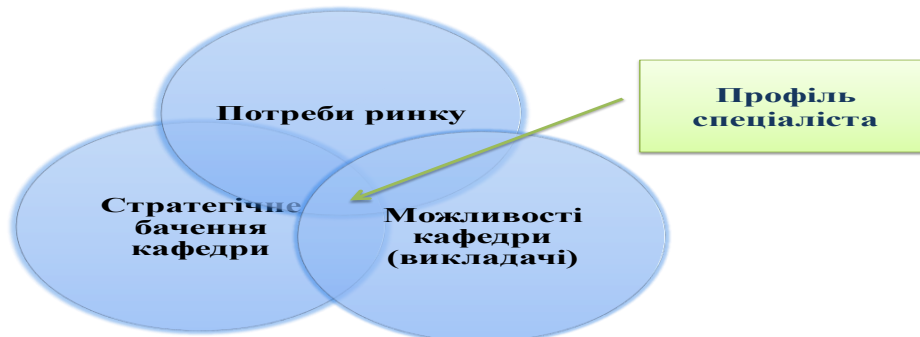 Потреби ринку
Профіль
спеціаліста
Стратегічне
бачення
кафедри
Можливості
кафедри
(викладачі)